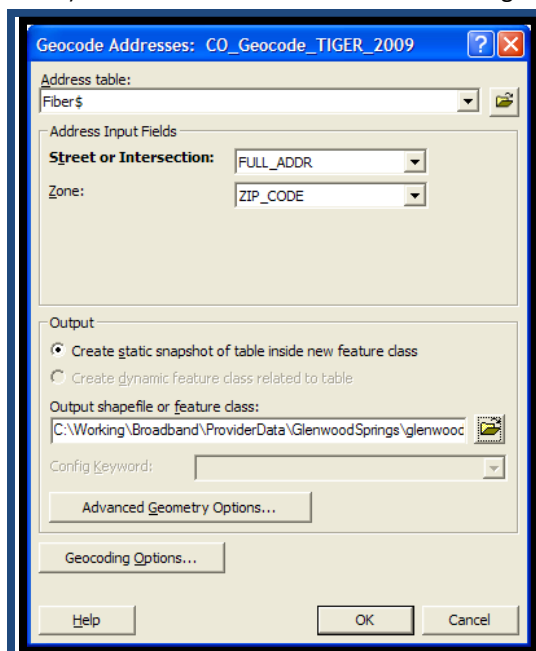 Geocode Addresses: CO_Geocode_TIGER_2009
Address table:
Fiber$
Address Input Fields
Street or Intersection: FULL_ADDR
Zone: ZIP_CODE
Output
Create static snapshot of table inside new feature class
Create dynamic feature class related to table
Output shapefile or feature class:
C:\Working\Broadband\ProviderData\GlenwoodSprings\glenwooc
Config Keyword:
Advanced Geometry Options...
Geocoding Options...
Help OK Cancel